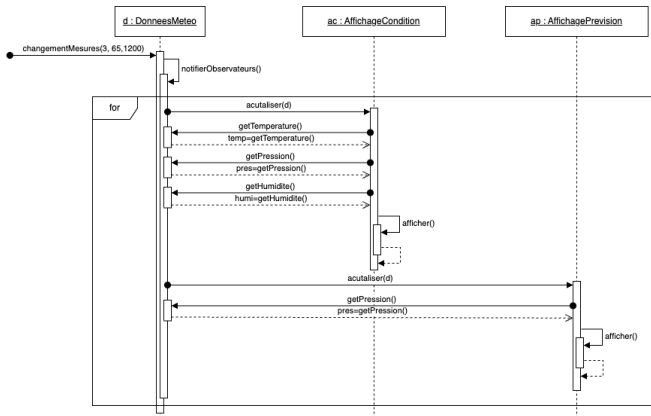 d : DonneesMeteo
ac : AffichageCondition
ap : AffichagePrevision
changementMesures(3, 65,1200)
notifierObservateurs()
for
acutaliser(d)
getTemperature()
temp=getTemperature()
getPression()
pres=getPression()
getHumidite()
humi=getHumidite()
afficher()
acutaliser(d)
getPression()
pres=getPression()
afficher()